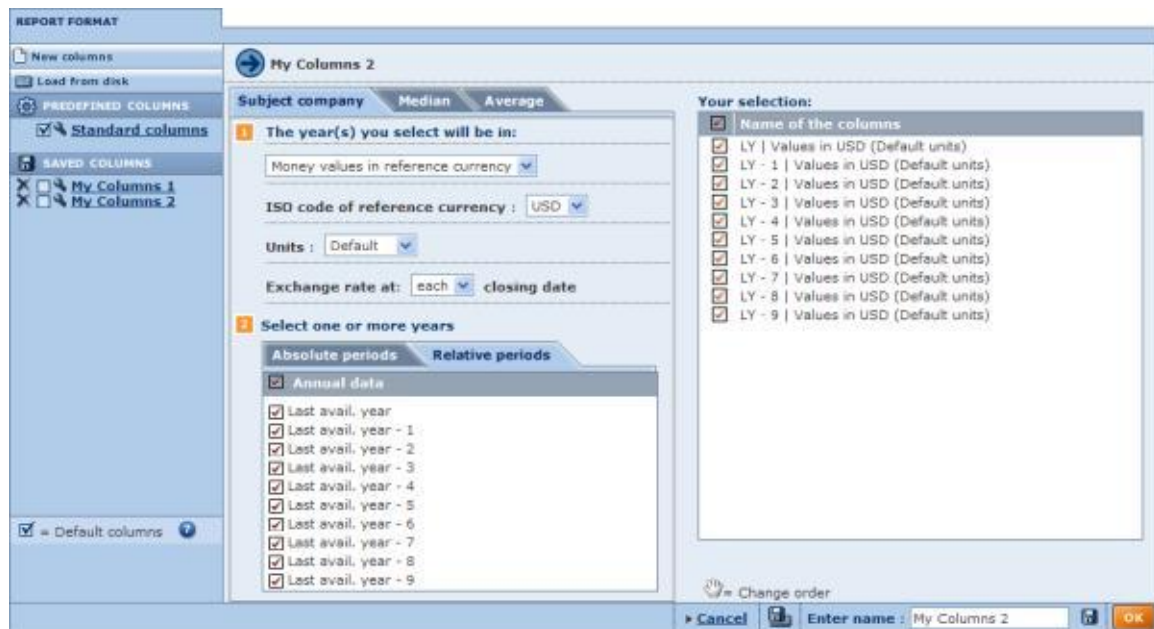 REPORT FORMAT
New columns
Load from disk
PREDEFINED COLUMNS
Standard columns
SAVED COLUMNS
My Columns 1
My Columns 2
= Default columns
My Columns 2
Subject company Median Average
1 The year(s) you select will be in:
Money values in reference currency
ISO code of reference currency : USD
Units : Default
Exchange rate at: each closing date
2 Select one or more years
Absolute periods Relative periods
Annual data
Last avail. year
Last avail. year - 1
Last avail. year - 2
Last avail. year - 3
Last avail. year - 4
Last avail. year - 5
Last avail. year - 6
Last avail. year - 7
Last avail. year - 8
Last avail. year - 9
Your selection:
Name of the columns
LY | Values in USD (Default units)
LY - 1 | Values in USD (Default units)
LY - 2 | Values in USD (Default units)
LY - 3 | Values in USD (Default units)
LY - 4 | Values in USD (Default units)
LY - 5 | Values in USD (Default units)
LY - 6 | Values in USD (Default units)
LY - 7 | Values in USD (Default units)
LY - 8 | Values in USD (Default units)
LY - 9 | Values in USD (Default units)
= Change order
Cancel Enter name : My Columns 2 OK